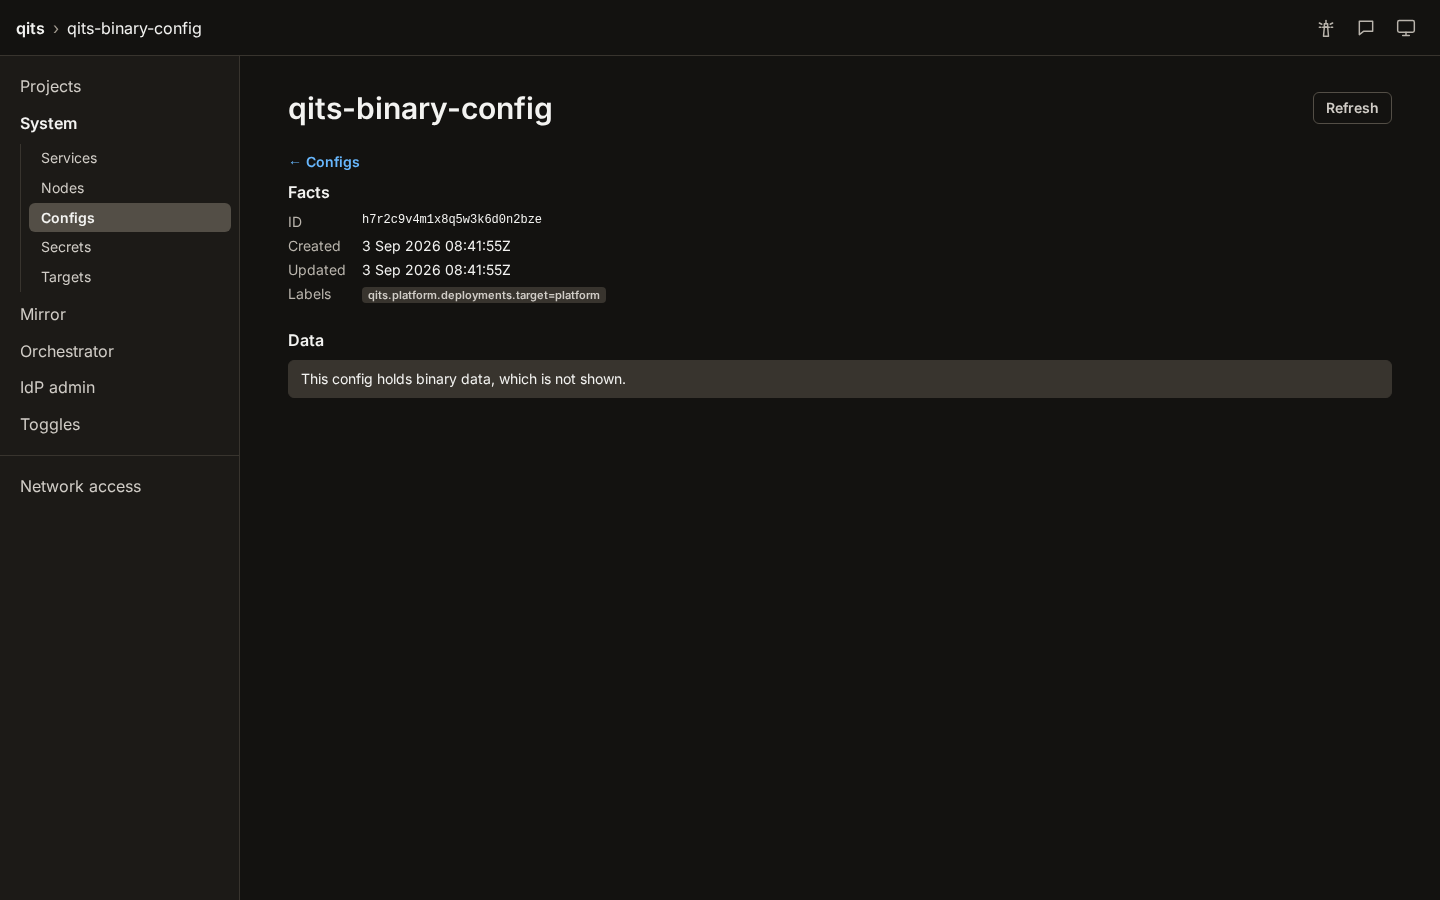 qits › qits-binary-config
Projects
System
Services
Nodes
Configs
Secrets
Targets
Mirror
Orchestrator
IdP admin
Toggles
Network access
qits-binary-config
Refresh
← Configs
Facts
ID h7r2c9v4m1x8q5w3k6d0n2bze
Created 3 Sep 2026 08:41:55Z
Updated 3 Sep 2026 08:41:55Z
Labels qits.platform.deployments.target=platform
Data
This config holds binary data, which is not shown.